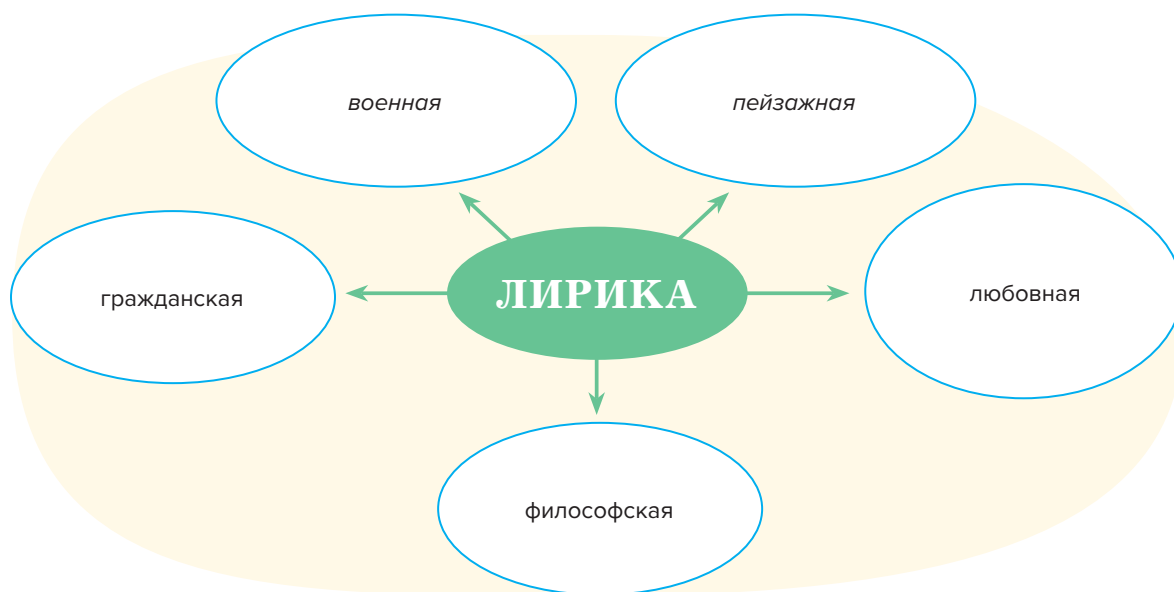 военная
пейзажная
гражданская
ЛИРИКА
любовная
философская